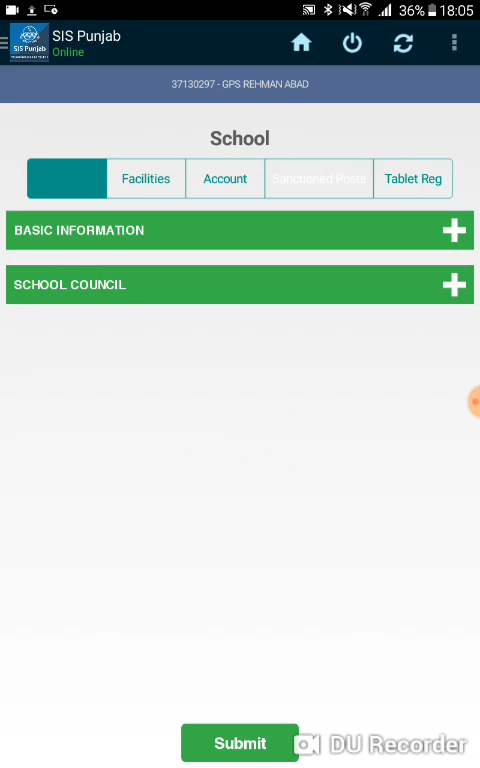 36% 18:05
SIS Punjab
Online
SIS Punjab
37130297 - GPS REHMAN ABAD
School
Facilities Account Sanctioned Posts Tablet Reg
BASIC INFORMATION
SCHOOL COUNCIL
Submit
DU Recorder